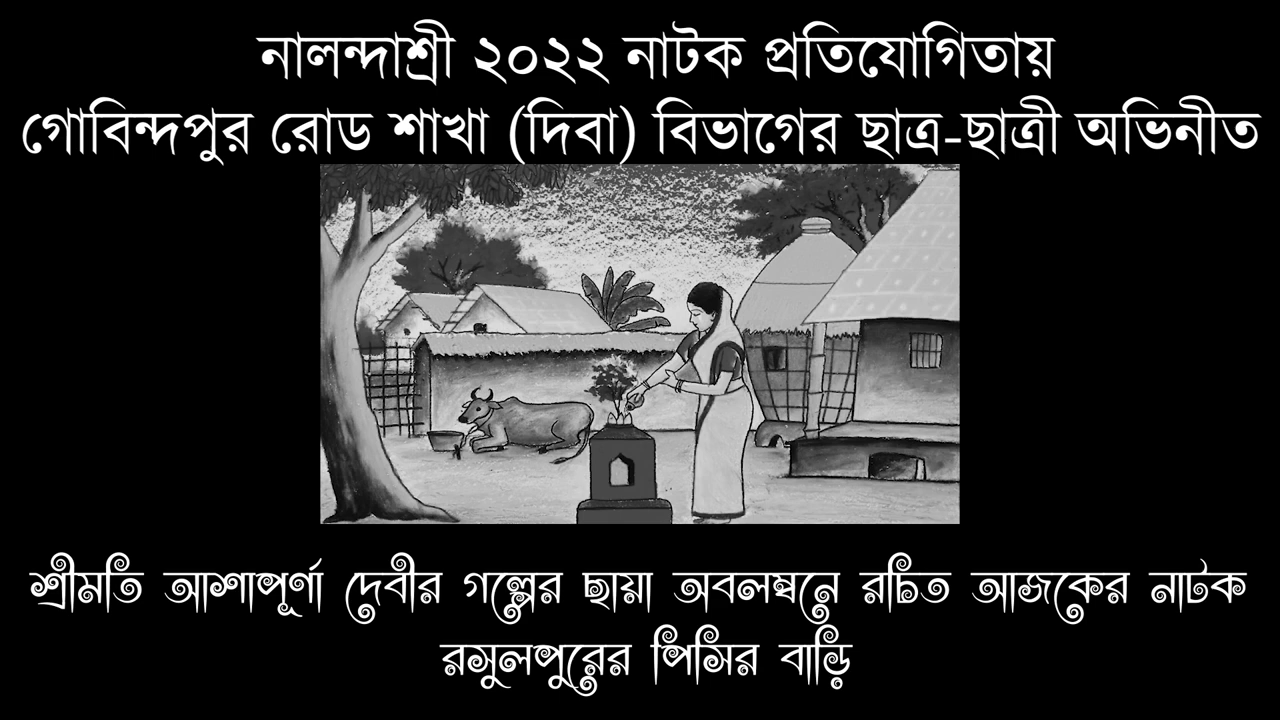 নালন্দাশ্রী ২০২২ নাটক প্রতিযোগিতায়
গোবিন্দপুর রোড শাখা (দিবা) বিভাগের ছাত্র-ছাত্রী অভিনীত
শ্রীমতি আশাপূর্ণা দেবীর গল্পের ছায়া অবলম্বনে রচিত আজকের নাটক
রসুলপুরের পিসির বাড়ি